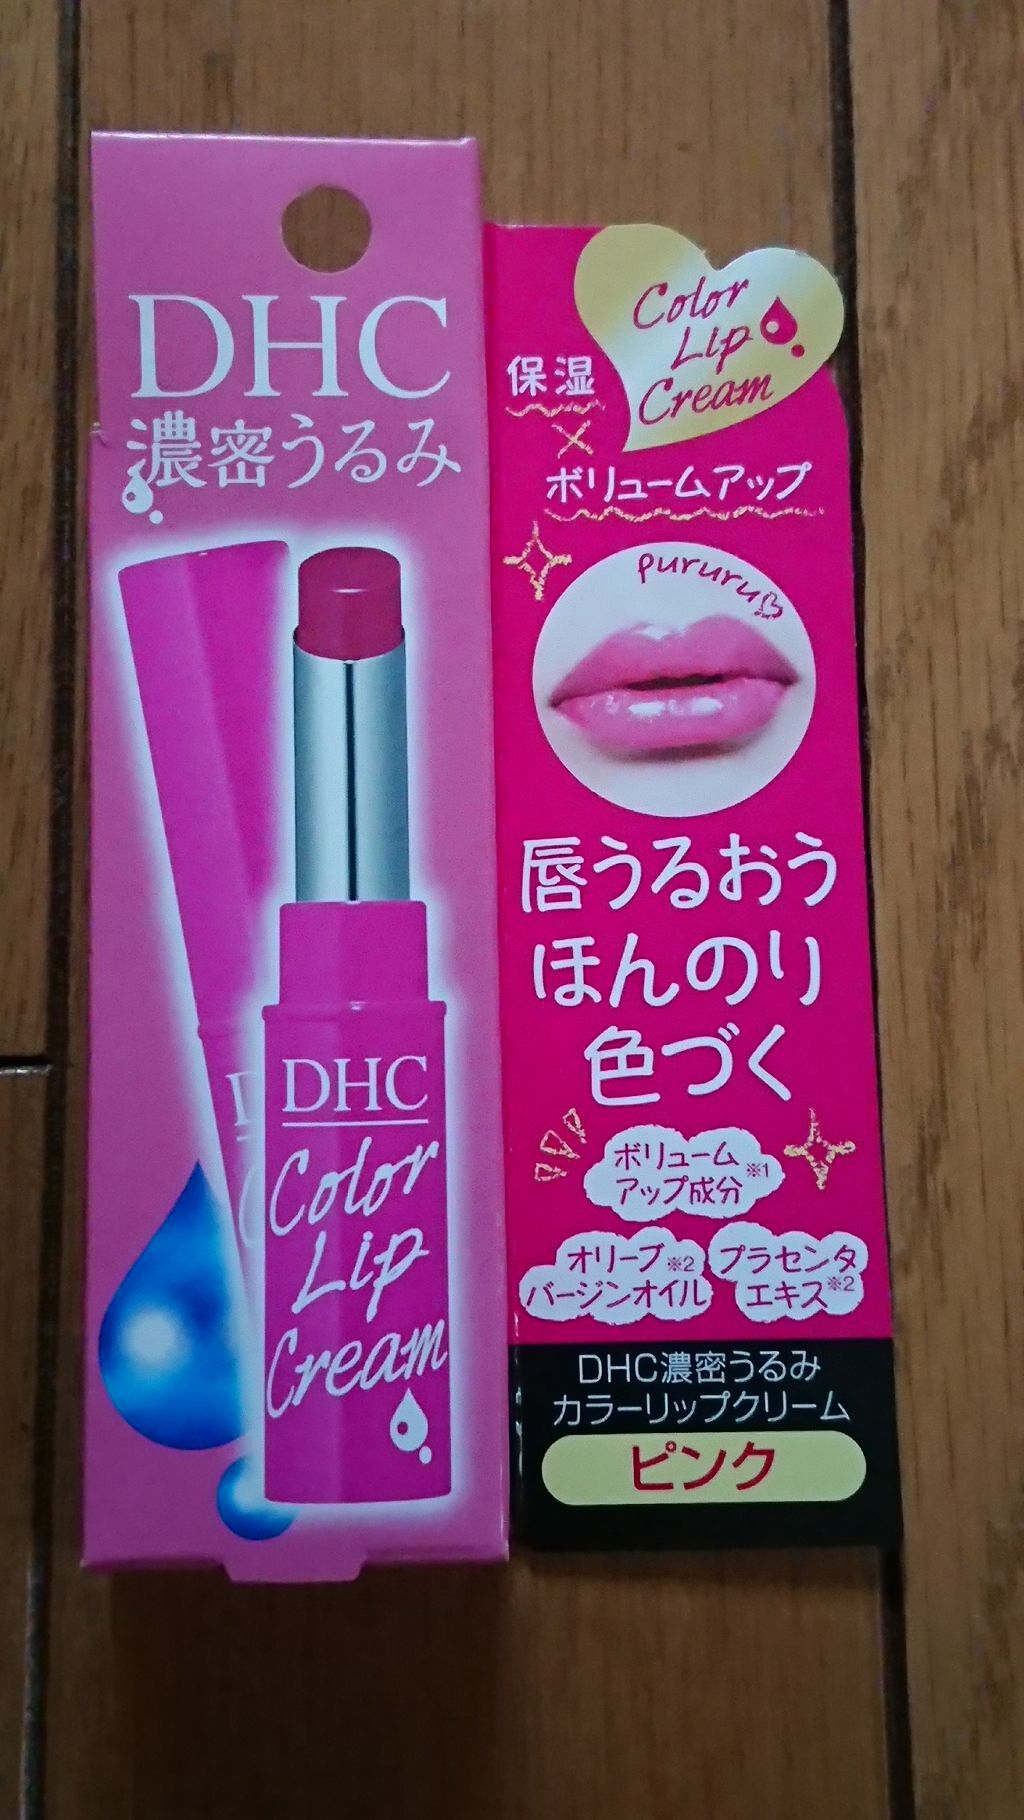 DHC
濃密うるみ
DHC
Color
Lip
Cream
Color
Lip
Cream
保湿
×
ボリュームアップ
pururu
唇うるおう
ほんのり
色づく
ボリューム
アップ成分※1
オリーブ※2
バージンオイル
プラセンタ
エキス※2
DHC濃密うるみ
カラーリップクリーム
ピンク